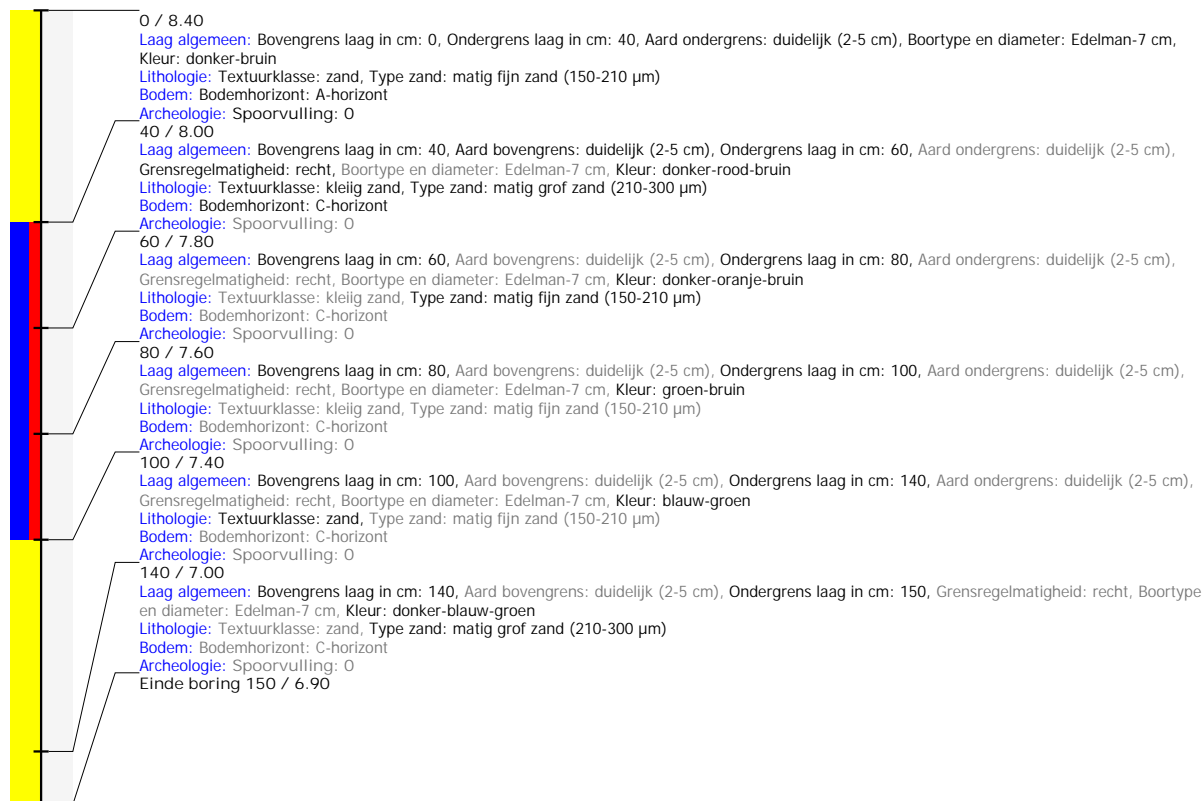 0 / 8.40
Laag algemeen: Bovengrens laag in cm: 0, Ondergrens laag in cm: 40, Aard ondergrens: duidelijk (2-5 cm), Boortype en diameter: Edelman-7 cm,
Kleur: donker-bruin
Lithologie: Textuurklasse: zand, Type zand: matig fijn zand (150-210 µm)
Bodem: Bodemhorizont: A-horizont
Archeologie: Spoorvulling: 0
40 / 8.00
Laag algemeen: Bovengrens laag in cm: 40, Aard bovengrens: duidelijk (2-5 cm), Ondergrens laag in cm: 60, Aard ondergrens: duidelijk (2-5 cm),
Grensregelmatigheid: recht, Boortype en diameter: Edelman-7 cm, Kleur: donker-rood-bruin
Lithologie: Textuurklasse: kleiig zand, Type zand: matig grof zand (210-300 µm)
Bodem: Bodemhorizont: C-horizont
Archeologie: Spoorvulling: 0
60 / 7.80
Laag algemeen: Bovengrens laag in cm: 60, Aard bovengrens: duidelijk (2-5 cm), Ondergrens laag in cm: 80, Aard ondergrens: duidelijk (2-5 cm),
Grensregelmatigheid: recht, Boortype en diameter: Edelman-7 cm, Kleur: donker-oranje-bruin
Lithologie: Textuurklasse: kleiig zand, Type zand: matig fijn zand (150-210 µm)
Bodem: Bodemhorizont: C-horizont
Archeologie: Spoorvulling: 0
80 / 7.60
Laag algemeen: Bovengrens laag in cm: 80, Aard bovengrens: duidelijk (2-5 cm), Ondergrens laag in cm: 100, Aard ondergrens: duidelijk (2-5 cm),
Grensregelmatigheid: recht, Boortype en diameter: Edelman-7 cm, Kleur: groen-bruin
Lithologie: Textuurklasse: kleiig zand, Type zand: matig fijn zand (150-210 µm)
Bodem: Bodemhorizont: C-horizont
Archeologie: Spoorvulling: 0
100 / 7.40
Laag algemeen: Bovengrens laag in cm: 100, Aard bovengrens: duidelijk (2-5 cm), Ondergrens laag in cm: 140, Aard ondergrens: duidelijk (2-5 cm),
Grensregelmatigheid: recht, Boortype en diameter: Edelman-7 cm, Kleur: blauw-groen
Lithologie: Textuurklasse: zand, Type zand: matig fijn zand (150-210 µm)
Bodem: Bodemhorizont: C-horizont
Archeologie: Spoorvulling: 0
140 / 7.00
Laag algemeen: Bovengrens laag in cm: 140, Aard bovengrens: duidelijk (2-5 cm), Ondergrens laag in cm: 150, Grensregelmatigheid: recht, Boortype
en diameter: Edelman-7 cm, Kleur: donker-blauw-groen
Lithologie: Textuurklasse: zand, Type zand: matig grof zand (210-300 µm)
Bodem: Bodemhorizont: C-horizont
Archeologie: Spoorvulling: 0
Einde boring 150 / 6.90